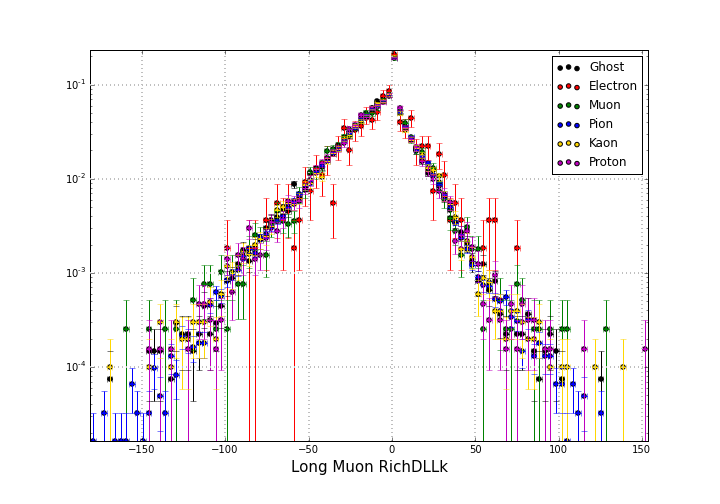 10⁻¹
10⁻²
10⁻³
10⁻⁴
−150 −100 −50 0 50 100 150
Long Muon RichDLLk
Ghost
Electron
Muon
Pion
Kaon
Proton